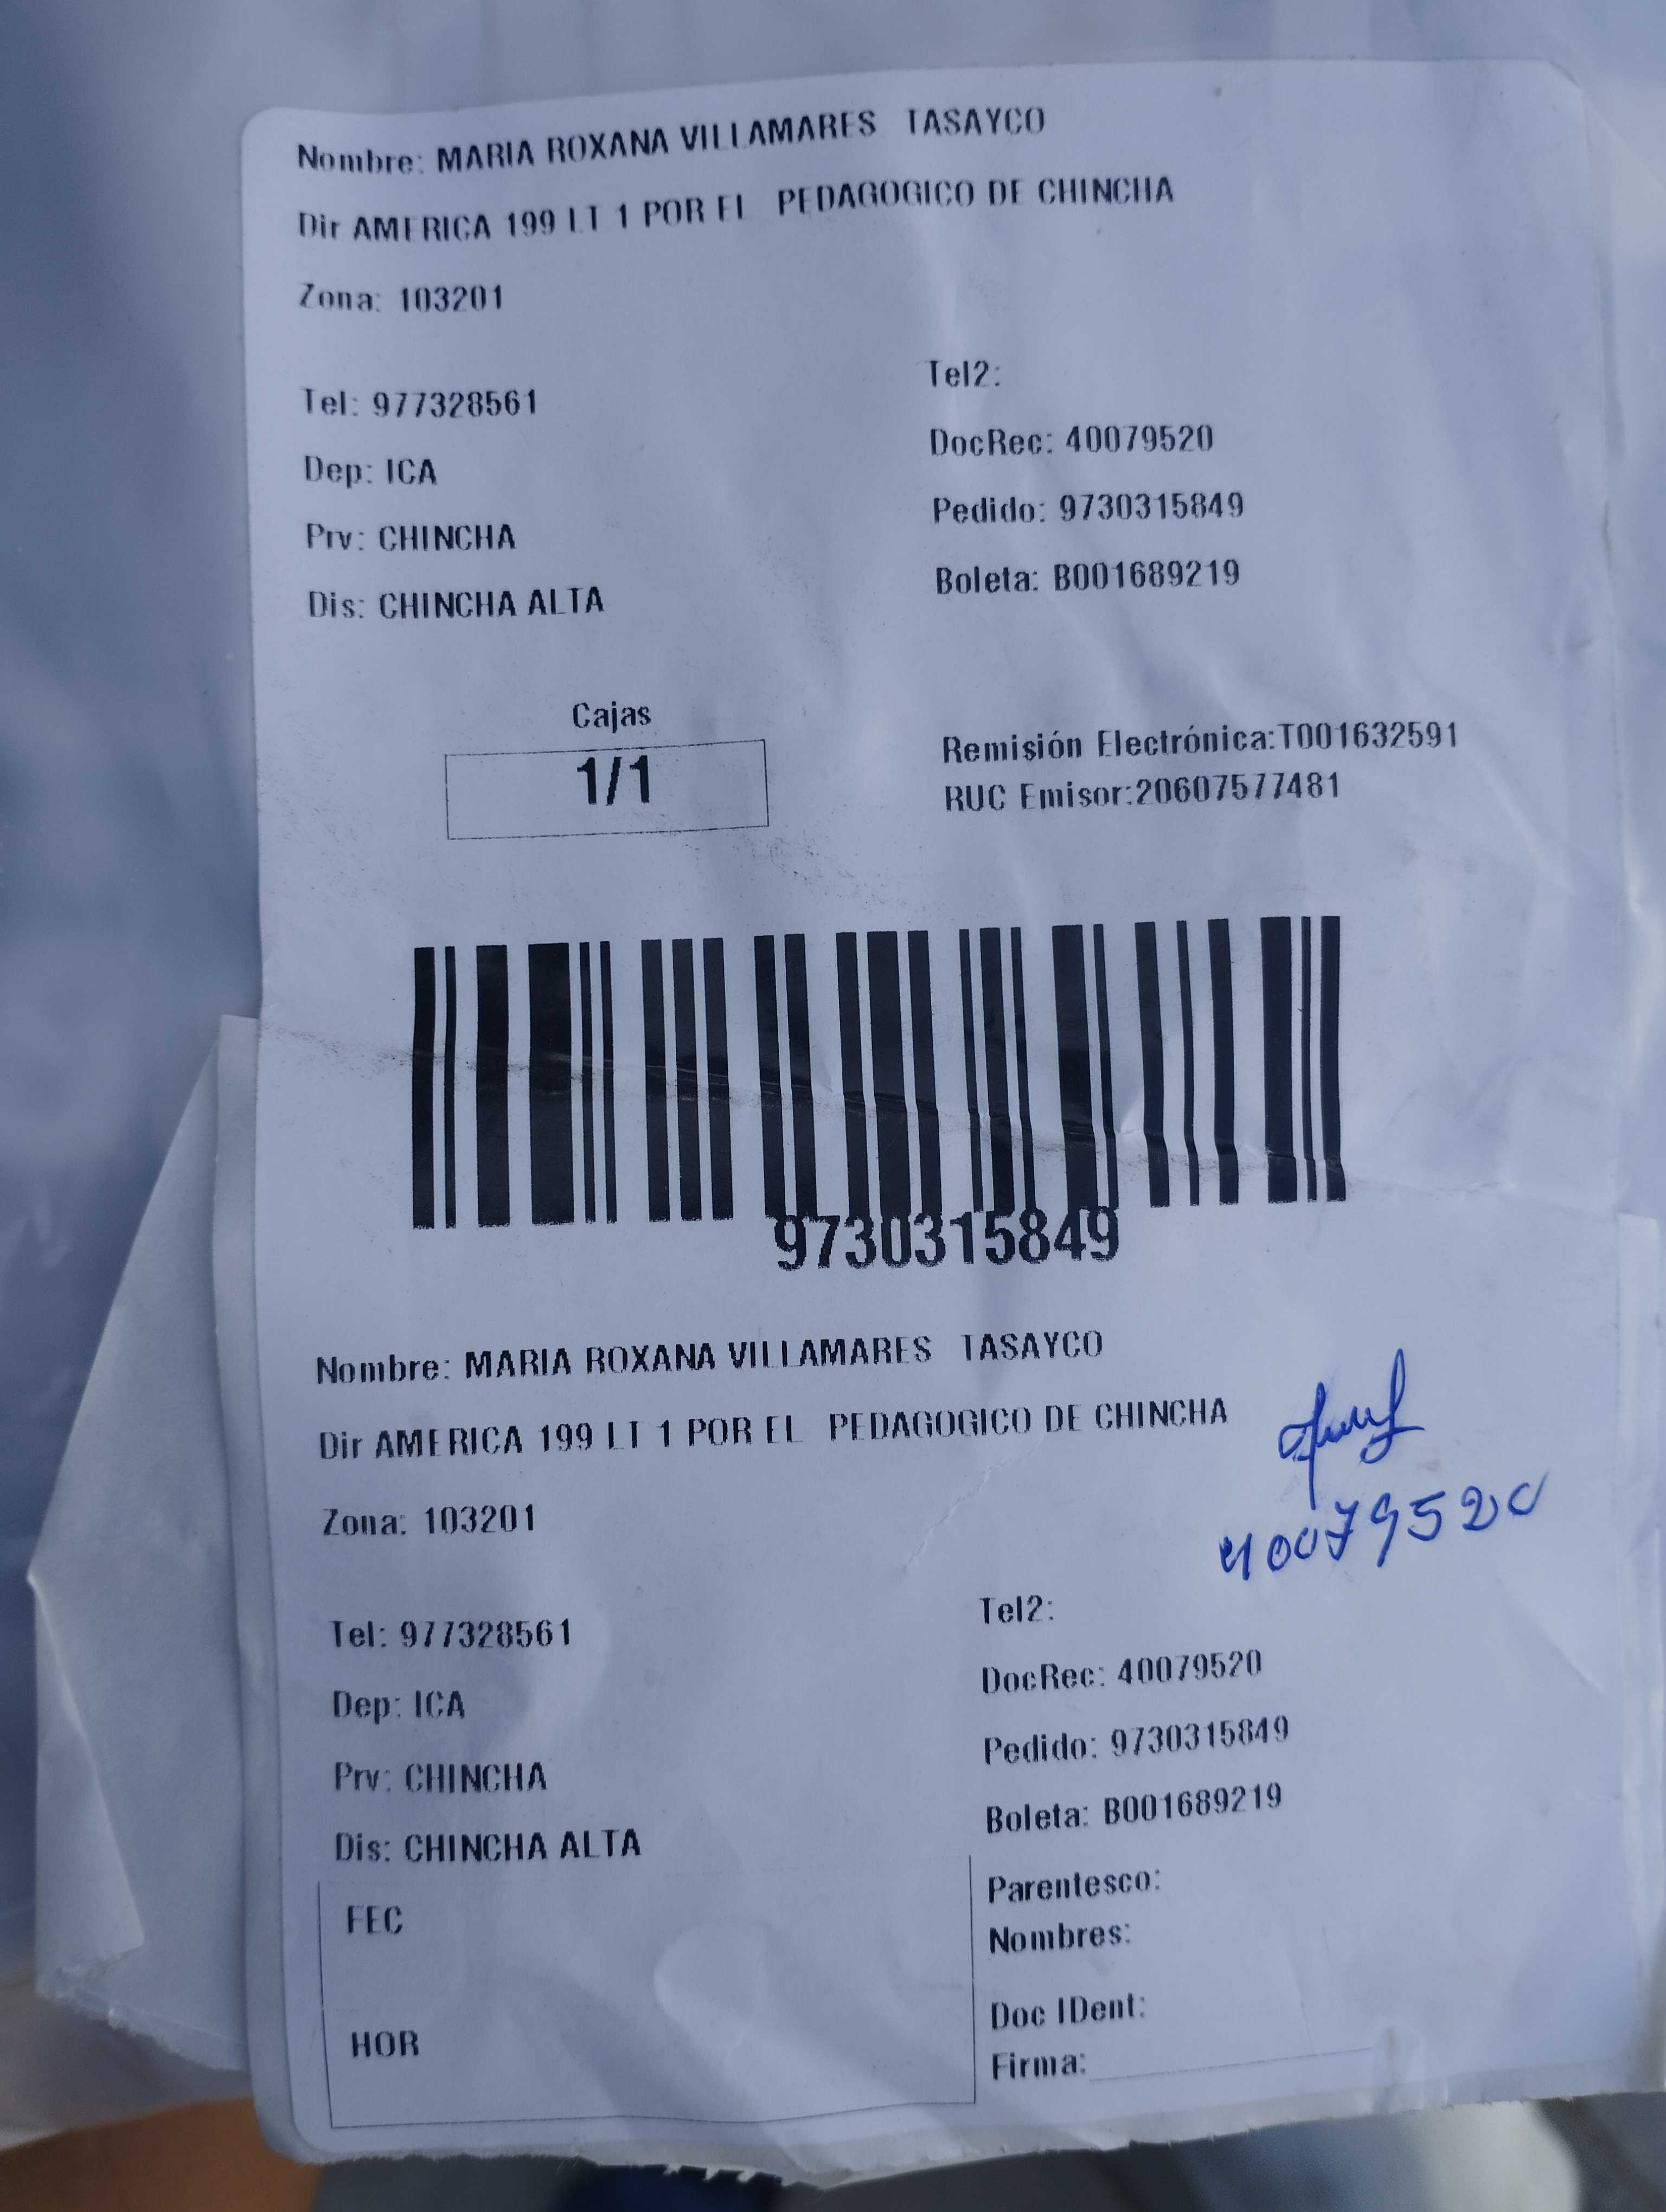 Nombre: MARIA ROXANA VILLAMARES TASAYCO
Dir AMERICA 199 LT 1 POR EL PEDAGOGICO DE CHINCHA
Zona: 103201
Tel: 977328561
Tel2:
Dep: ICA
DocRec: 40079520
Prv: CHINCHA
Pedido: 9730315849
Dis: CHINCHA ALTA
Boleta: B001689219
Cajas
1/1
Remisión Electrónica:T001632591
RUC Emisor:20607577481
9730315849
Nombre: MARIA ROXANA VILLAMARES TASAYCO
Dir AMERICA 199 LT 1 POR EL PEDAGOGICO DE CHINCHA
Zona: 103201
40079520
Tel: 977328561
Tel2:
Dep: ICA
DocRec: 40079520
Prv: CHINCHA
Pedido: 9730315849
Dis: CHINCHA ALTA
Boleta: B001689219
FEC
HOR
Parentesco:
Nombres:
Doc IDent:
Firma: